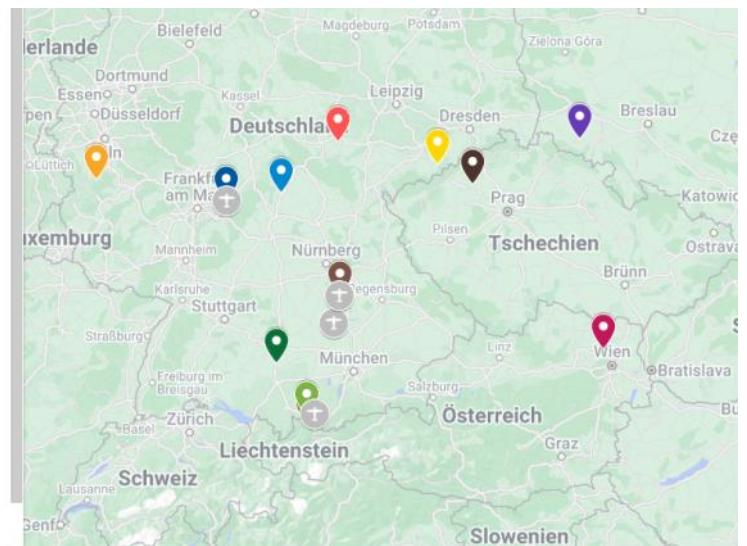 Magdeburg
Potsdam
Bielefeld
Zielona Góra
derlande
Dortmund
Essen
Kassel
Leipzig
Düsseldorf
Breslau
Dresden
Lüttich
Frankf
am Ma
Prag
Katowic
uxemburg
Pilsen
Tschechien
Ostrava
Nürnberg
Mannheim
Brünn
Karlsruhe
Regensburg
Stuttgart
Straßburg
Linz
Wien
München
Bratislava
Freiburg im
Breisgau
Salzburg
Österreich
Basel
Zürich
Liechtenstein
Graz
Schweiz
Lausanne
Genf
Slowenien